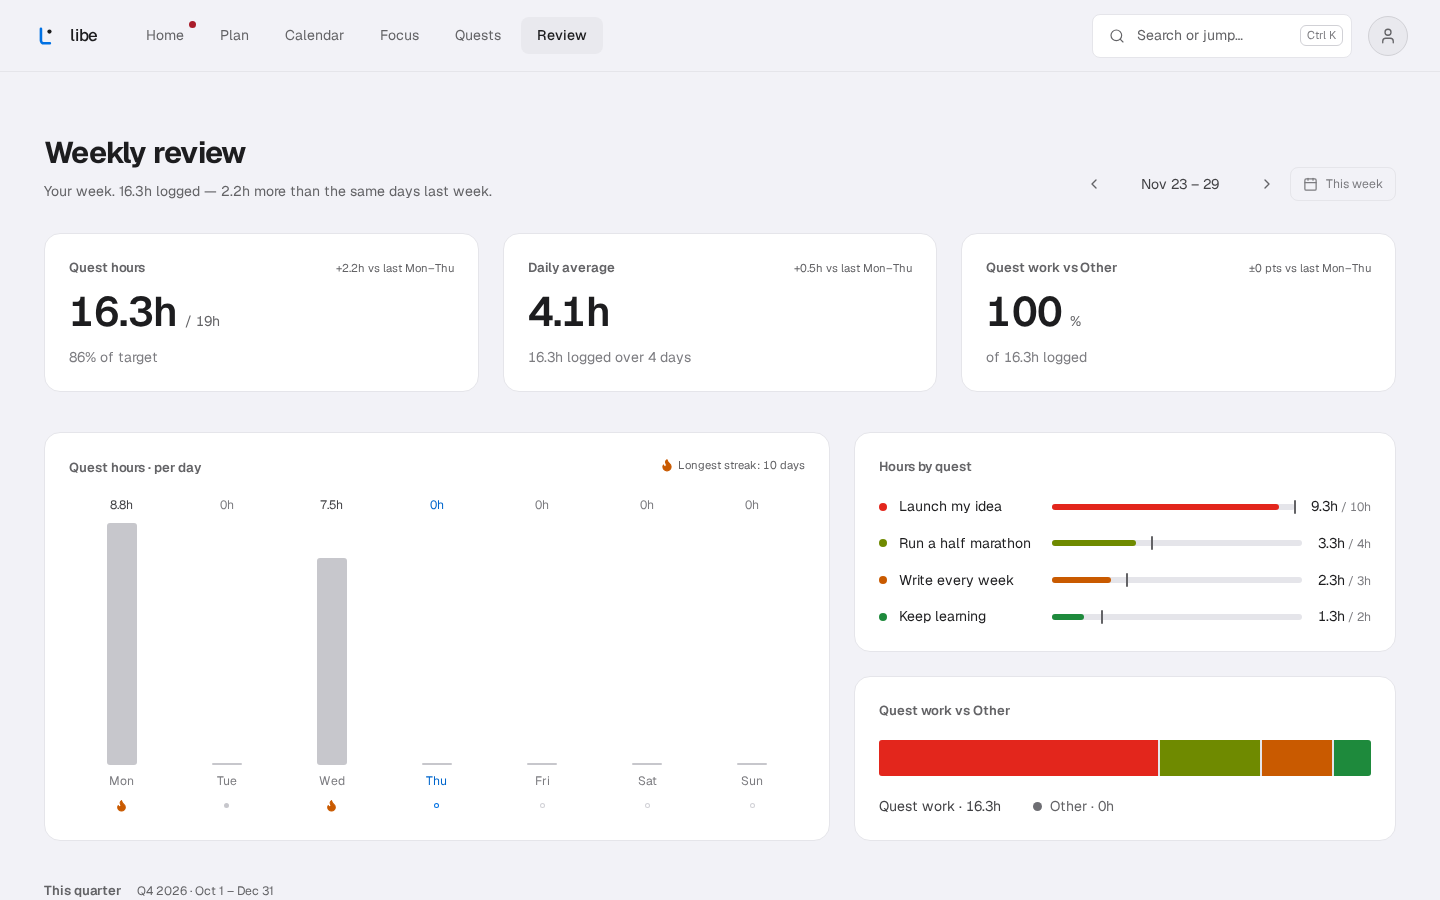 libe
Home
Plan
Calendar
Focus
Quests
Review
Search or jump...
Ctrl K
Weekly review
Your week. 16.3h logged — 2.2h more than the same days last week.
Nov 23 – 29
This week
Quest hours
+2.2h vs last Mon–Thu
16.3h / 19h
86% of target
Daily average
+0.5h vs last Mon–Thu
4.1h
16.3h logged over 4 days
Quest work vs Other
±0 pts vs last Mon–Thu
100 %
of 16.3h logged
Quest hours · per day
Longest streak: 10 days
8.8h 0h 7.5h 0h 0h 0h 0h
Mon Tue Wed Thu Fri Sat Sun
Hours by quest
Launch my idea 9.3h / 10h
Run a half marathon 3.3h / 4h
Write every week 2.3h / 3h
Keep learning 1.3h / 2h
Quest work vs Other
Quest work · 16.3h Other · 0h
This quarter Q4 2026 · Oct 1 – Dec 31